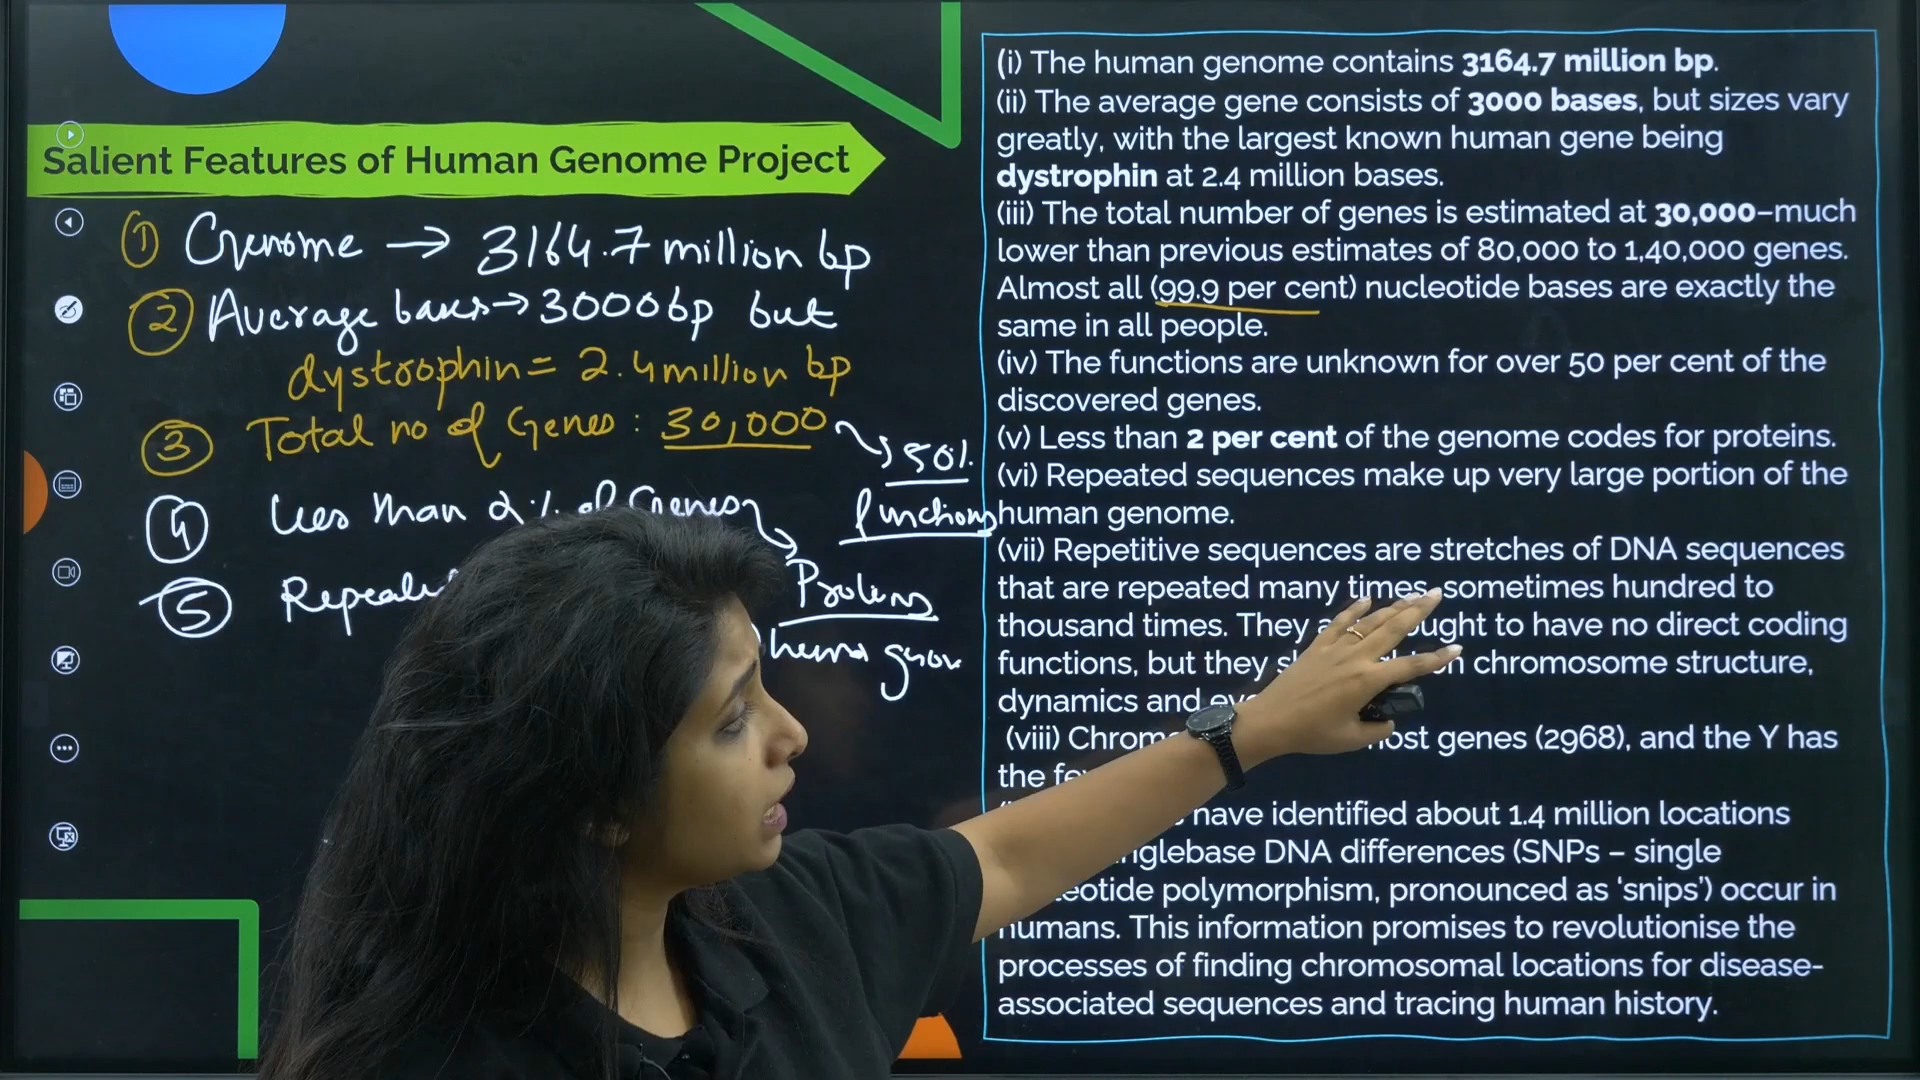 Salient Features of Human Genome Project
① Genome → 3164.7 million bp
② Average bases → 3000bp but
dystrophin = 2.4 million bp
③ Total no of Genes : 30,000
50%
functions
④ Less than 2% of Genes
Proteins
⑤
genom
(i) The human genome contains 3164.7 million bp.
(ii) The average gene consists of 3000 bases, but sizes vary
greatly, with the largest known human gene being
dystrophin at 2.4 million bases.
(iii) The total number of genes is estimated at 30,000–much
lower than previous estimates of 80,000 to 1,40,000 genes.
Almost all (99.9 per cent) nucleotide bases are exactly the
same in all people.
(iv) The functions are unknown for over 50 per cent of the
discovered genes.
(v) Less than 2 per cent of the genome codes for proteins.
(vi) Repeated sequences make up very large portion of the
human genome.
(vii) Repetitive sequences are stretches of DNA sequences
that are repeated many times, sometimes hundred to
thousand times. They to have no direct coding
functions, but they chromosome structure,
dynamics and
(viii) genes (2968), and the Y has
the
have identified about 1.4 million locations
DNA differences (SNPs – single
polymorphism, pronounced as ‘snips’) occur in
humans. This information promises to revolutionise the
processes of finding chromosomal locations for disease-
associated sequences and tracing human history.